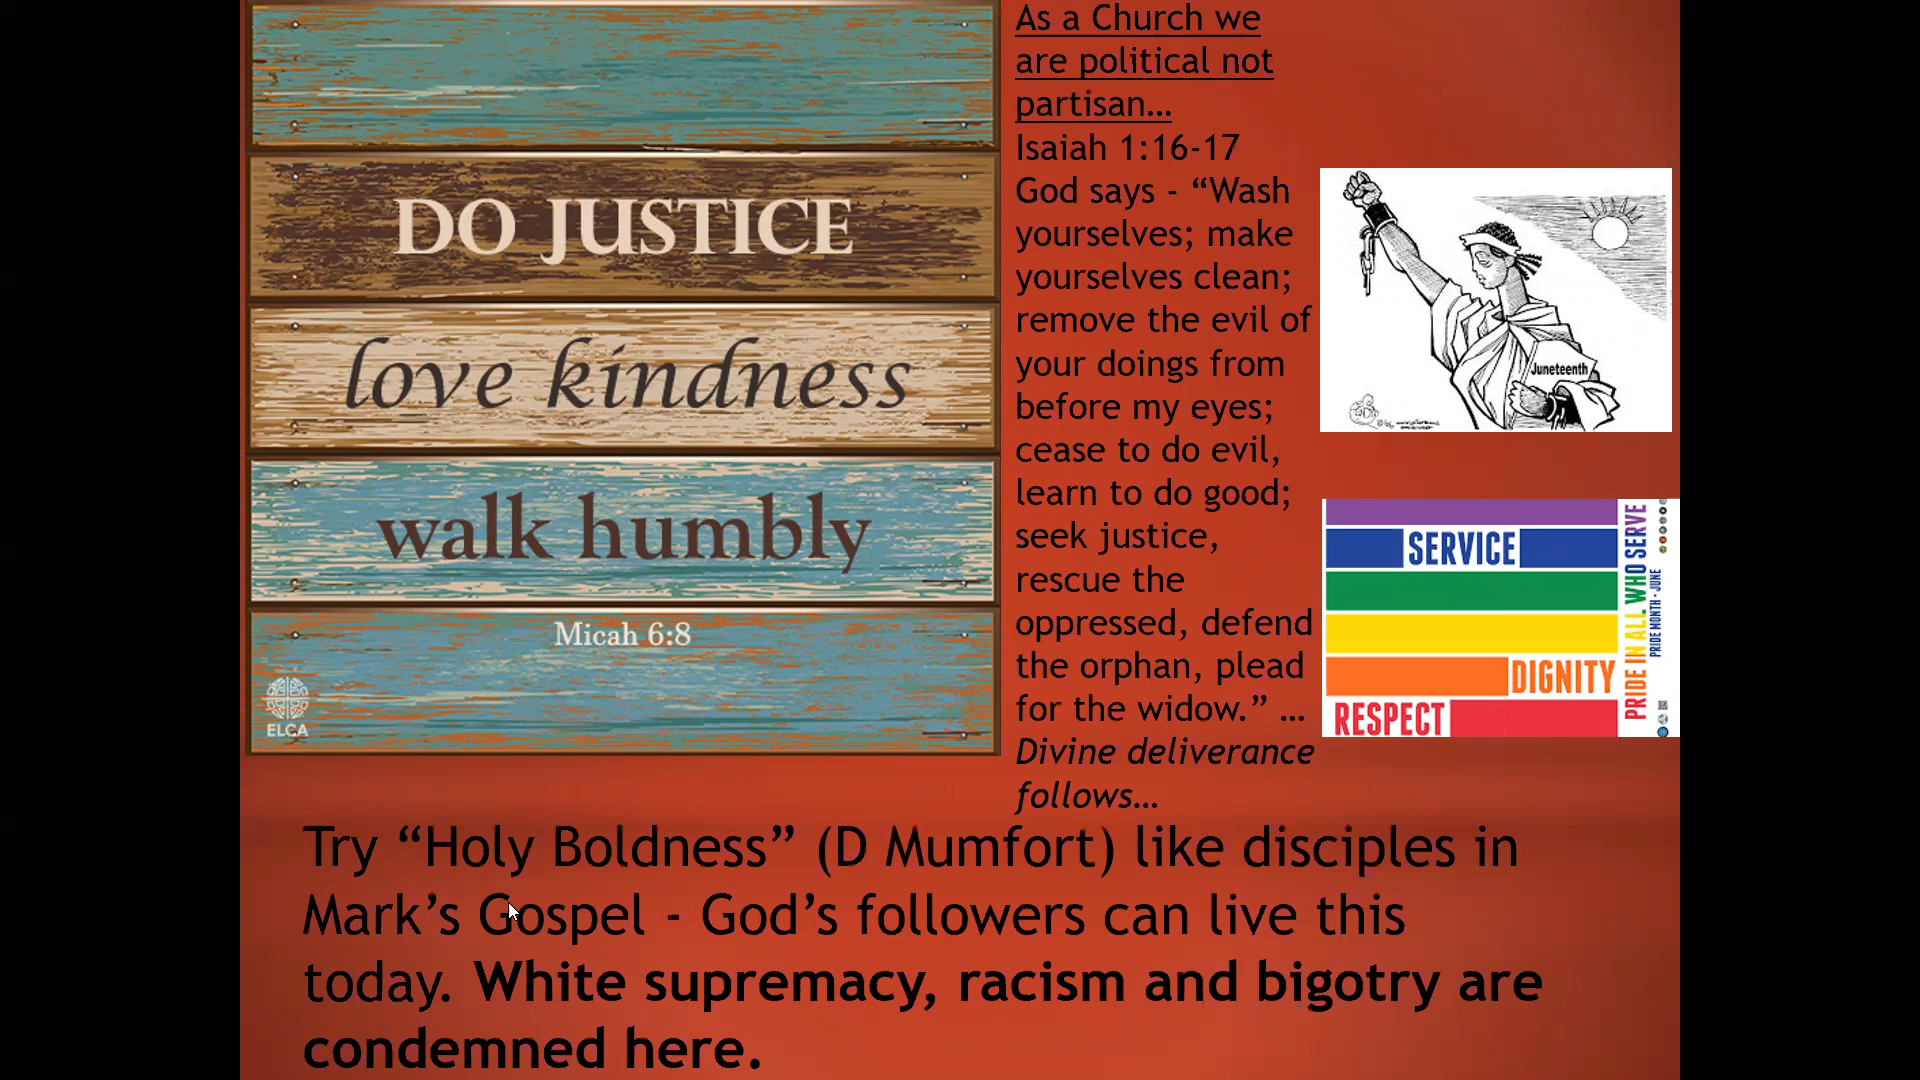 DO JUSTICE
love kindness
walk humbly
Micah 6:8
ELCA
As a Church we
are political not
partisan…
Isaiah 1:16-17
God says - “Wash
yourselves; make
yourselves clean;
remove the evil of
your doings from
before my eyes;
cease to do evil,
learn to do good;
seek justice,
rescue the
oppressed, defend
the orphan, plead
for the widow.” …
Divine deliverance
follows…
Juneteenth
SERVICE
DIGNITY
RESPECT
PRIDE IN ALL WHO SERVE
PRIDE MONTH - JUNE
Try “Holy Boldness” (D Mumfort) like disciples in
Mark’s Gospel - God’s followers can live this
today. White supremacy, racism and bigotry are
condemned here.